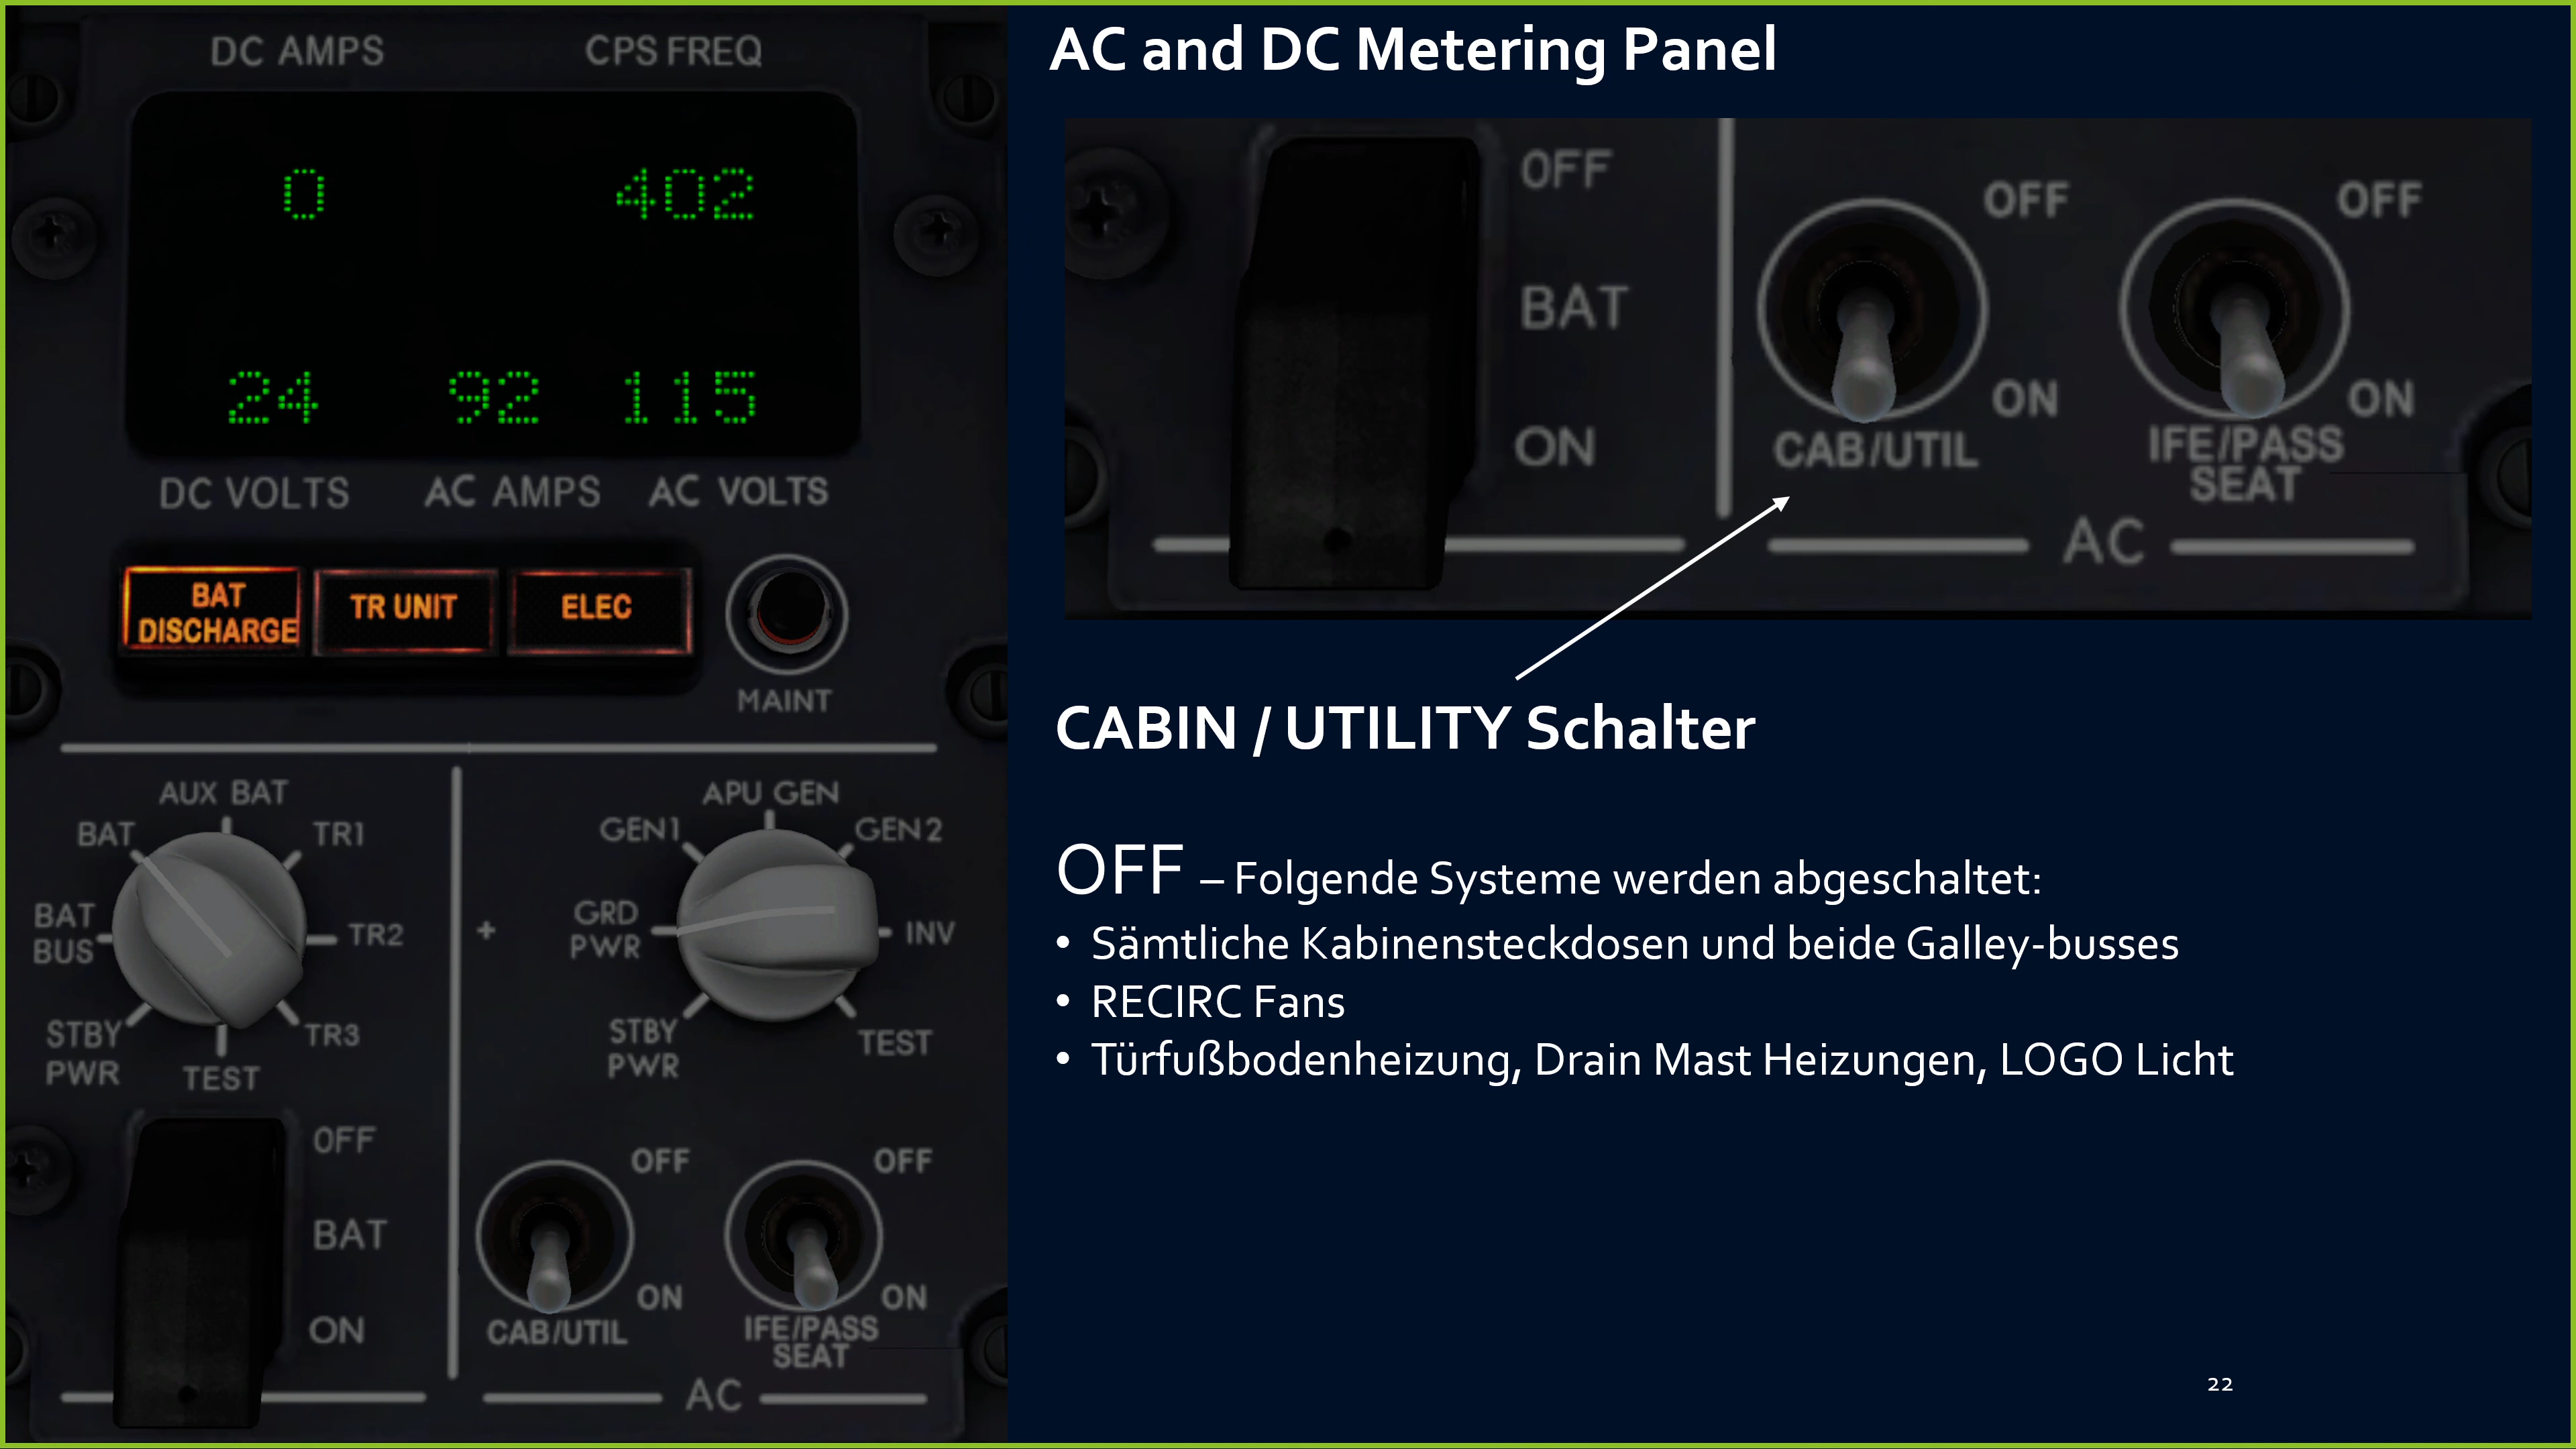 DC AMPS CPS FREQ
0 402
24 92 115
DC VOLTS AC AMPS AC VOLTS
BAT
DISCHARGE
TR UNIT
ELEC
MAINT
AUX BAT
BAT
TR1
BAT
BUS
TR2
STBY
PWR
TR3
TEST
+
APU GEN
GEN1
GEN2
GRD
PWR
INV
STBY
PWR
TEST
OFF
BAT
ON
OFF
ON
CAB/UTIL
OFF
ON
IFE/PASS
SEAT
AC
AC and DC Metering Panel
OFF
BAT
ON
OFF
ON
CAB/UTIL
OFF
ON
IFE/PASS
SEAT
AC
CABIN / UTILITY Schalter
OFF – Folgende Systeme werden abgeschaltet:
• Sämtliche Kabinensteckdosen und beide Galley-busses
• RECIRC Fans
• Türfußbodenheizung, Drain Mast Heizungen, LOGO Licht
22